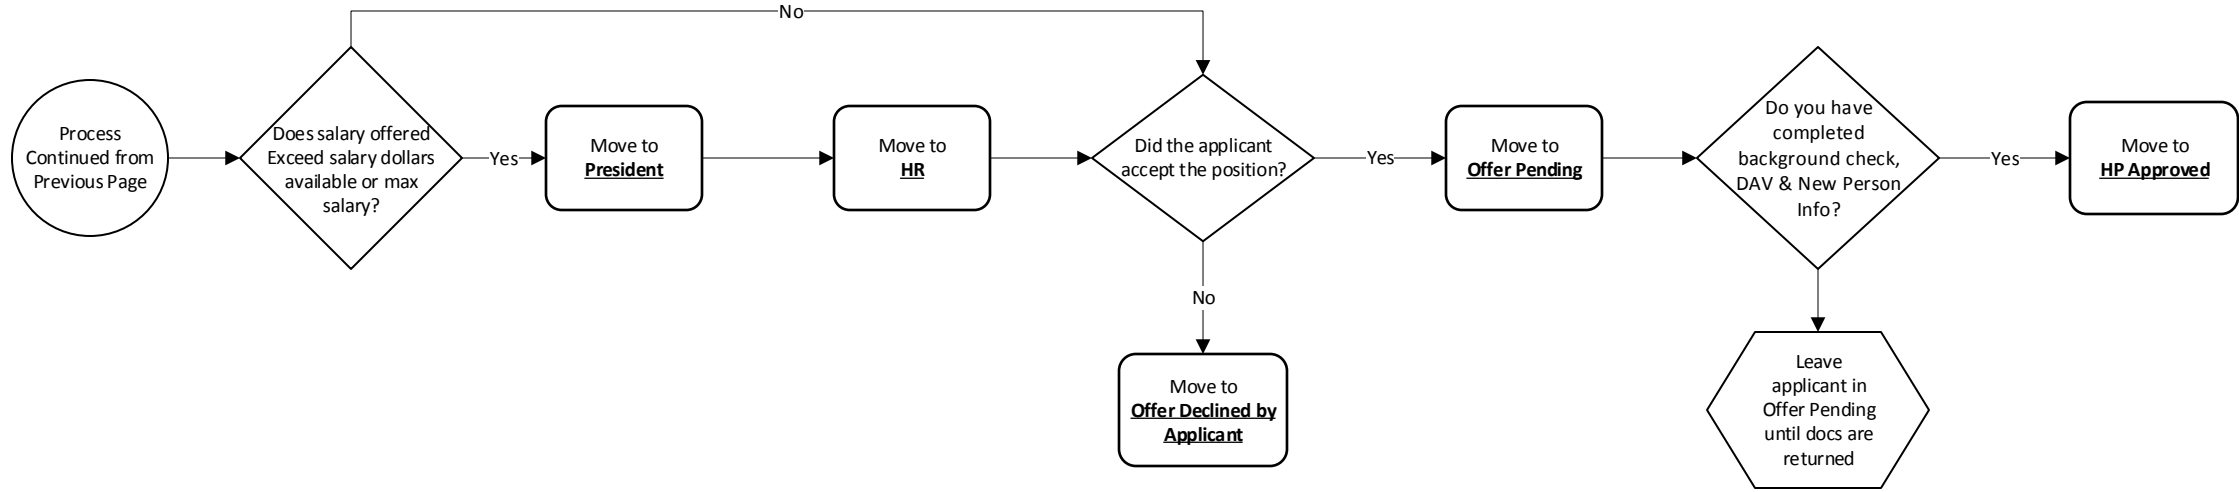 No
Process
Continued from
Previous Page
Does salary offered
Exceed salary dollars
available or max
salary?
Yes
Move to
President
Move to
HR
Did the applicant
accept the position?
Yes
Move to
Offer Pending
Do you have
completed
background check,
DAV & New Person
Info?
Yes
Move to
HP Approved
No
Move to
Offer Declined by
Applicant
Leave
applicant in
Offer Pending
until docs are
returned